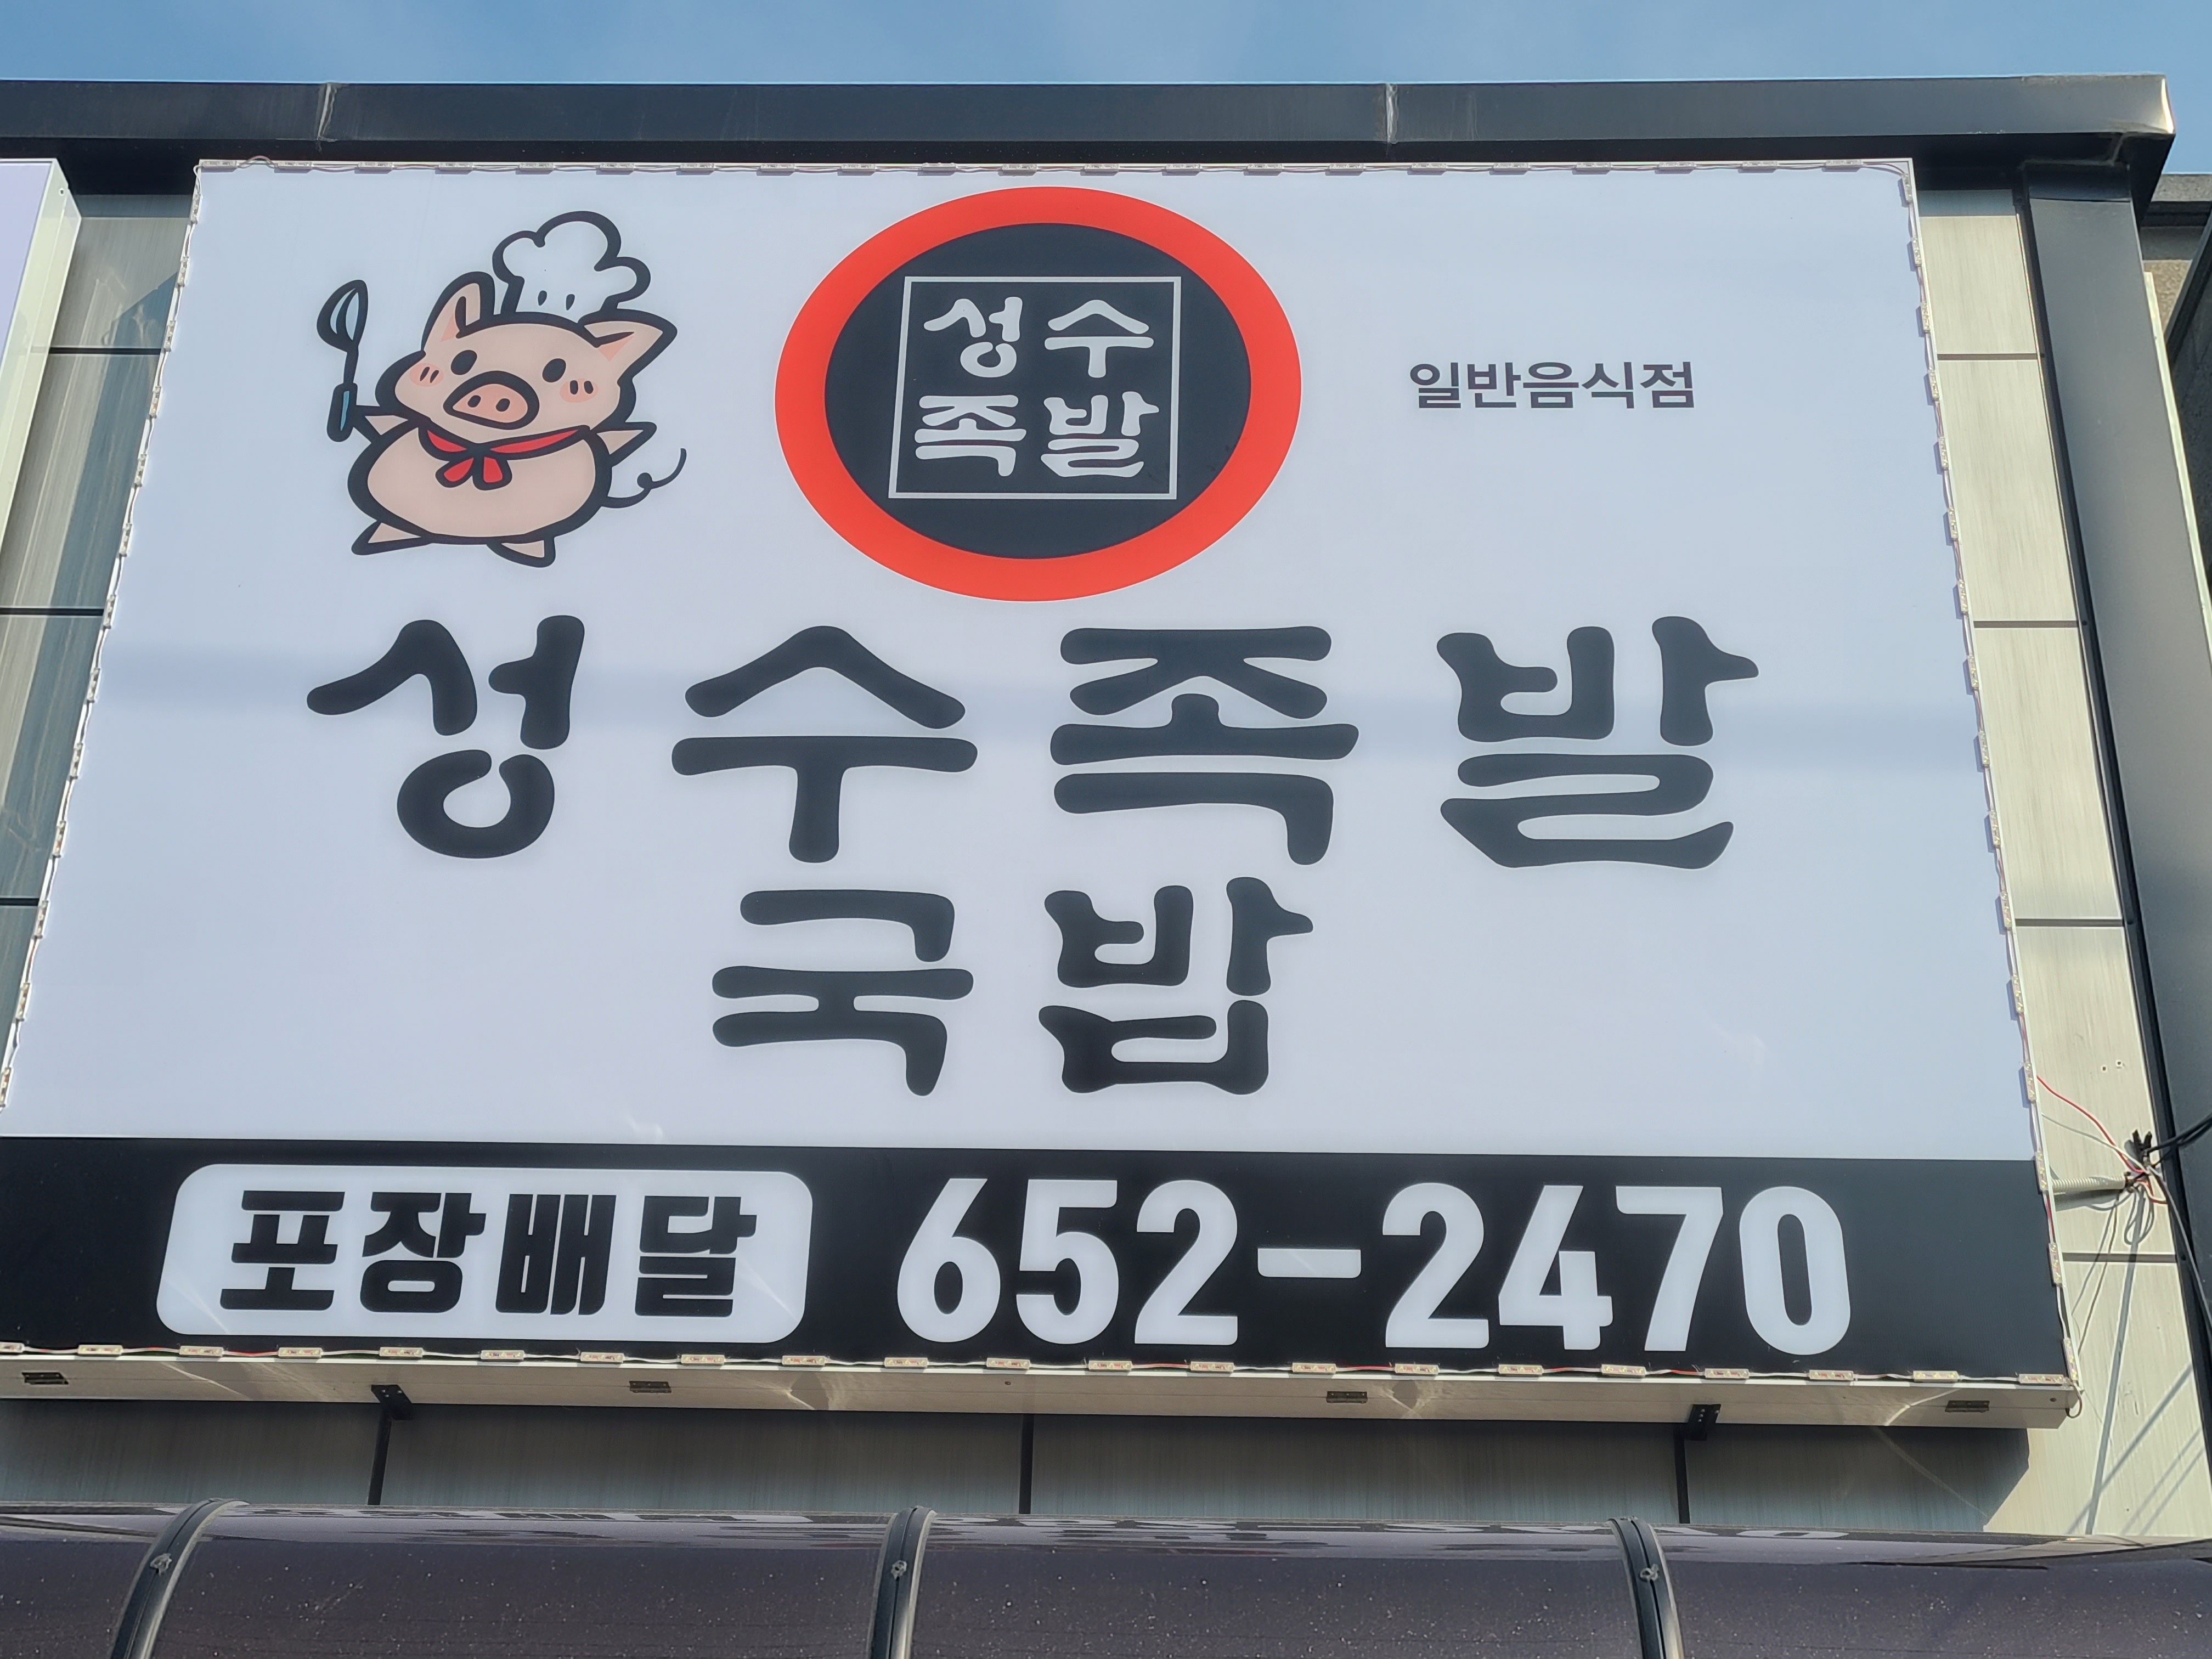 성수
족발
일반음식점
성수족발
국밥
포장배달 652-2470